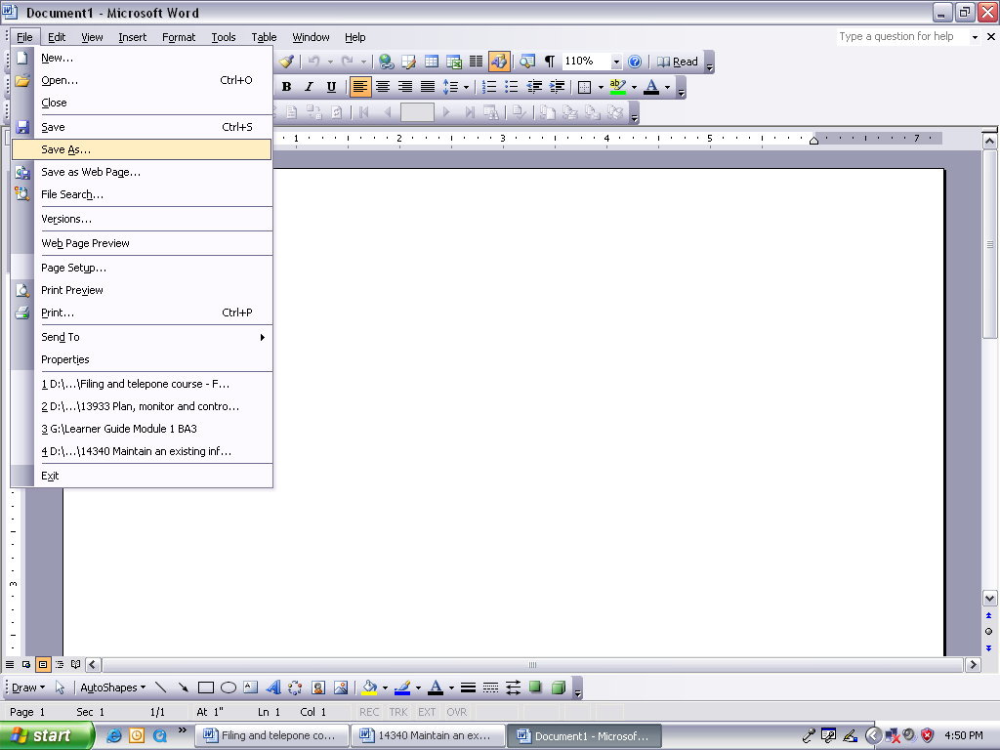 Document1 - Microsoft Word
File Edit View Insert Format Tools Table Window Help
Type a question for help
110% Read
B I U
New...
Open... Ctrl+O
Close
Save Ctrl+S
Save As...
Save as Web Page...
File Search...
Versions...
Web Page Preview
Page Setup...
Print Preview
Print... Ctrl+P
Send To
Properties
1 D:\...\Filing and telepone course - F...
2 D:\...\13933 Plan, monitor and contro...
3 G:\Learner Guide Module 1 BA3
4 D:\...\14340 Maintain an existing inf...
Exit
1 2 3 4 5 7
3
Draw AutoShapes
Page 1 Sec 1 1/1 At 1" Ln 1 Col 1 REC TRK EXT OVR
start Filing and telepone co... 14340 Maintain an ex... Document1 - Microsof... 4:50 PM